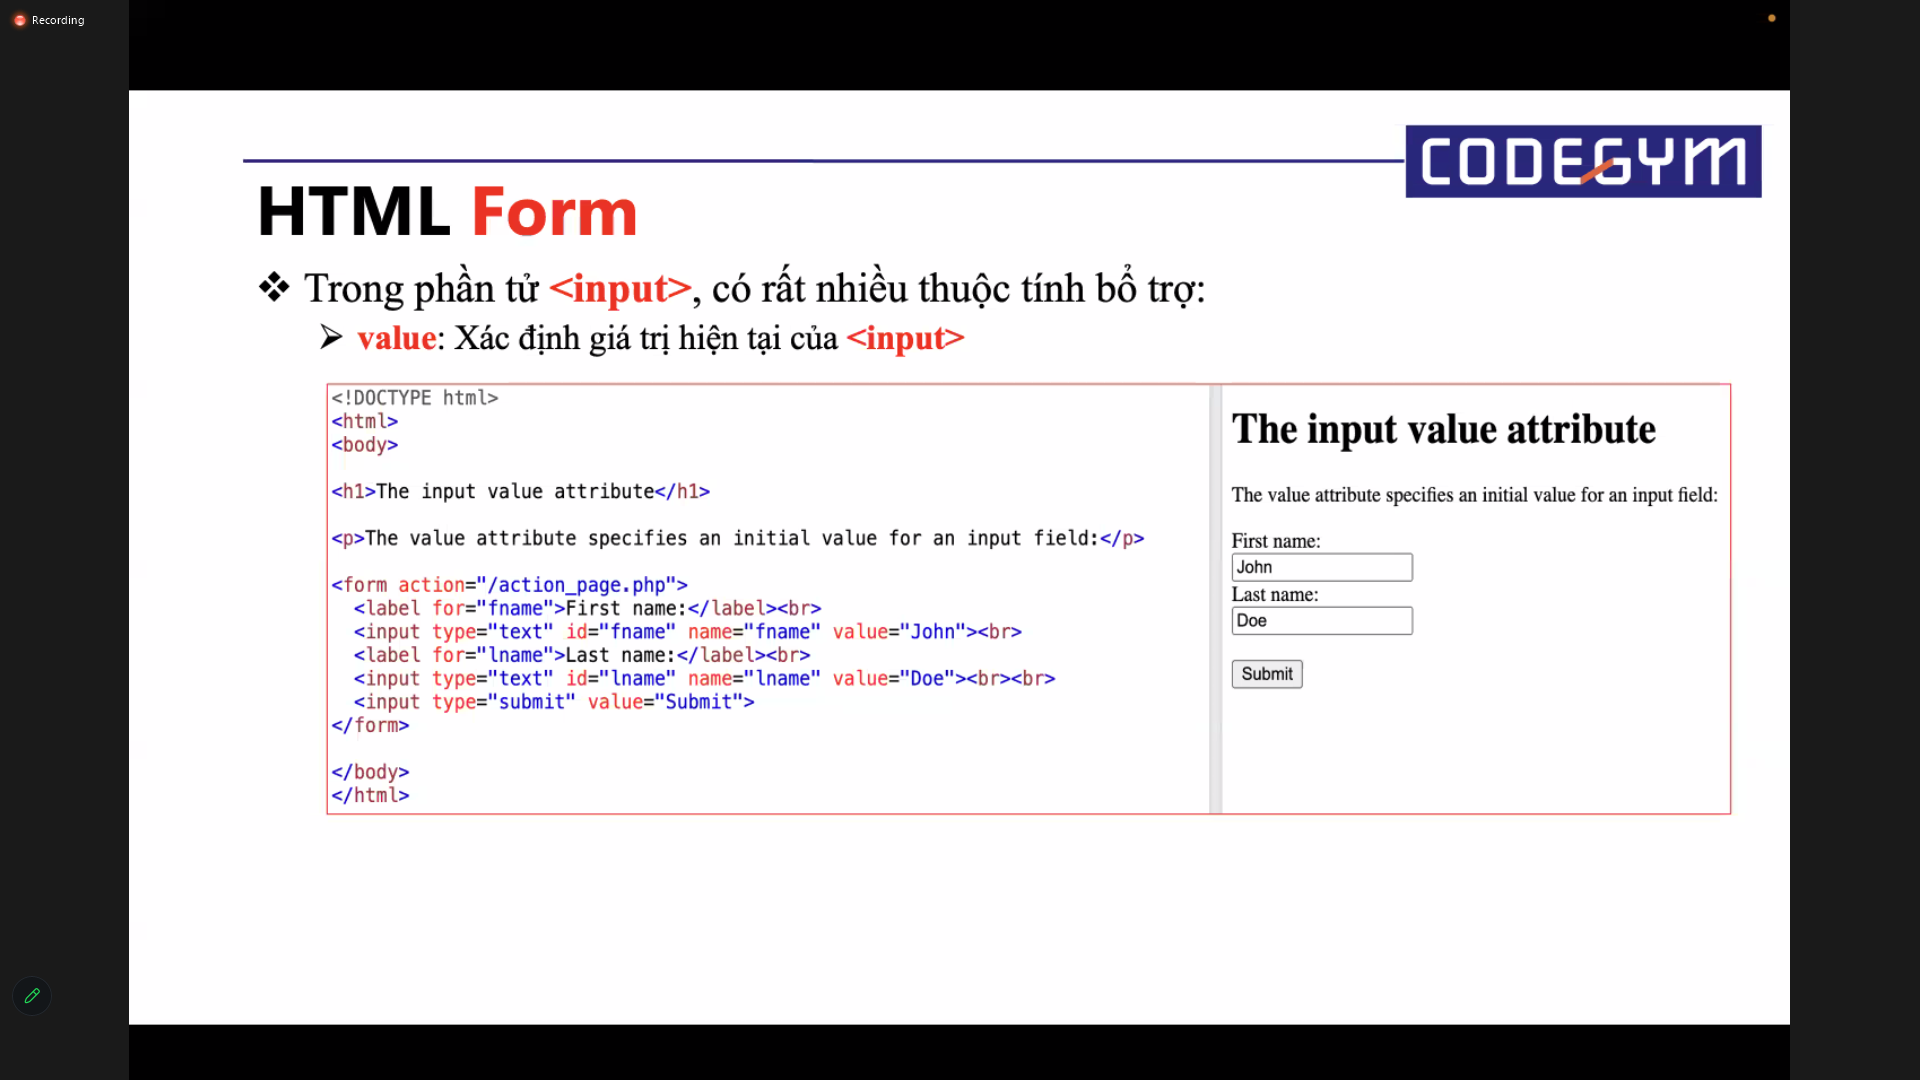 Recording
CODEGYM
HTML Form
❖ Trong phần tử <input>, có rất nhiều thuộc tính bổ trợ:
➢ value: Xác định giá trị hiện tại của <input>
<!DOCTYPE html>
<html>
<body>
<h1>The input value attribute</h1>
<p>The value attribute specifies an initial value for an input field:</p>
<form action="/action_page.php">
<label for="fname">First name:</label><br>
<input type="text" id="fname" name="fname" value="John"><br>
<label for="lname">Last name:</label><br>
<input type="text" id="lname" name="lname" value="Doe"><br><br>
<input type="submit" value="Submit">
</form>
</body>
</html>
The input value attribute
The value attribute specifies an initial value for an input field:
First name:
John
Last name:
Doe
Submit